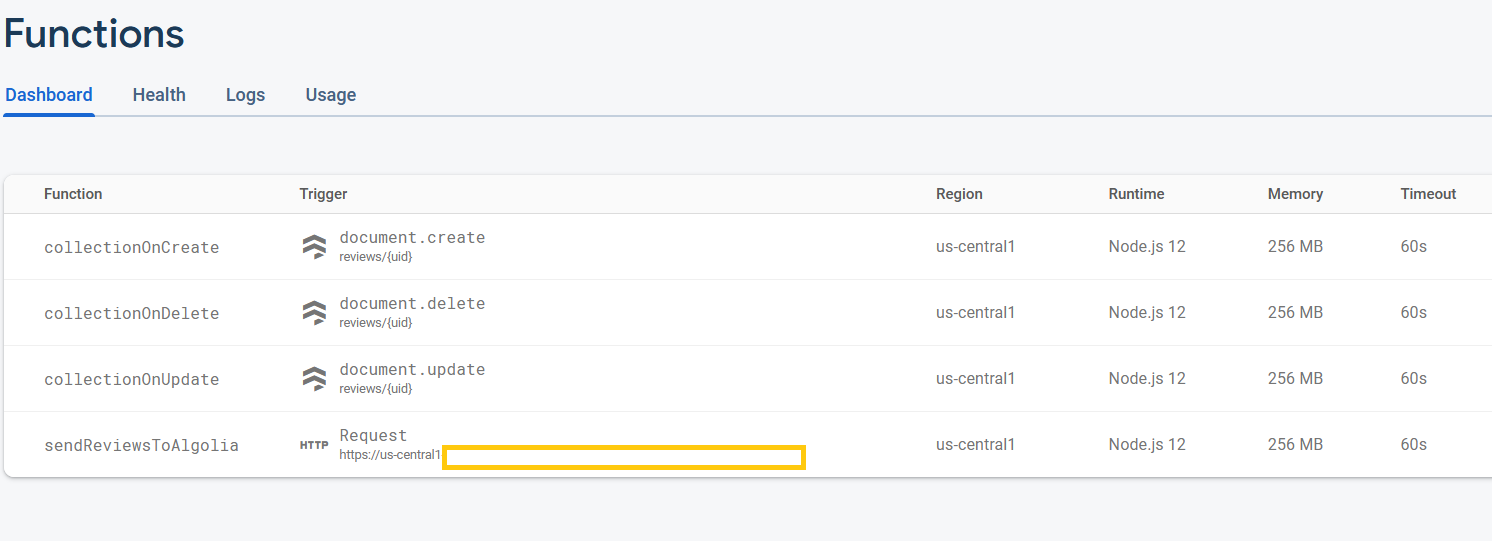 Functions
Dashboard Health Logs Usage
Function Trigger Region Runtime Memory Timeout
collectionOnCreate document.create us-central1 Node.js 12 256 MB 60s
reviews/{uid}
collectionOnDelete document.delete us-central1 Node.js 12 256 MB 60s
reviews/{uid}
collectionOnUpdate document.update us-central1 Node.js 12 256 MB 60s
reviews/{uid}
sendReviewsToAlgolia HTTP Request us-central1 Node.js 12 256 MB 60s
https://us-central1